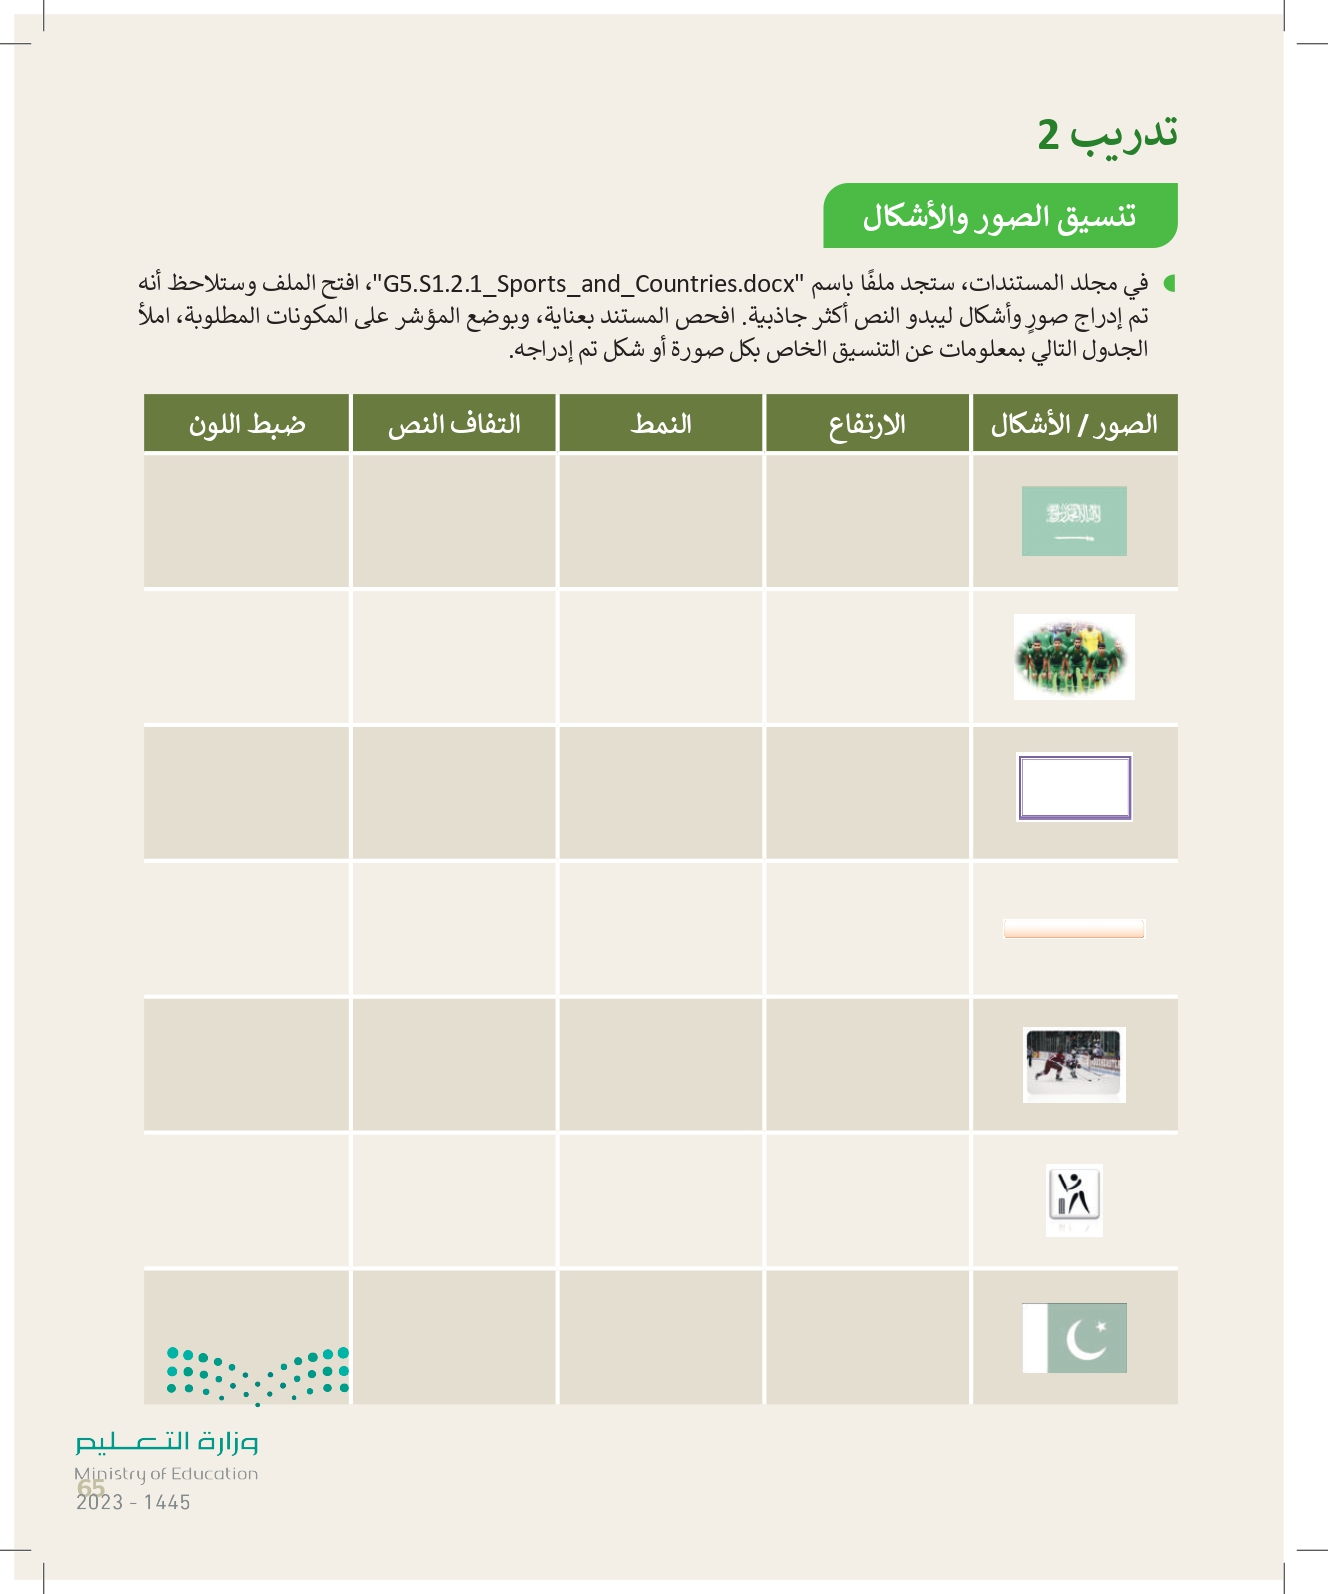 تدريب 2
تنسيق الصور والأشكال
في مجلد المستندات، ستجد ملفًا باسم "G5.S1.2.1_Sports_and_Countries.docx"، افتح الملف وستلاحظ أنه
تم إدراج صورٍ وأشكال ليبدو النص أكثر جاذبية. افحص المستند بعناية، وبوضع المؤشر على المكونات المطلوبة، املأ
الجدول التالي بمعلومات عن التنسيق الخاص بكل صورة أو شكل تم إدراجه.
الصور / الأشكال الارتفاع النمط التفاف النص ضبط اللون
وزارة التعـــليم
Ministry of Education
65
2023 - 1445